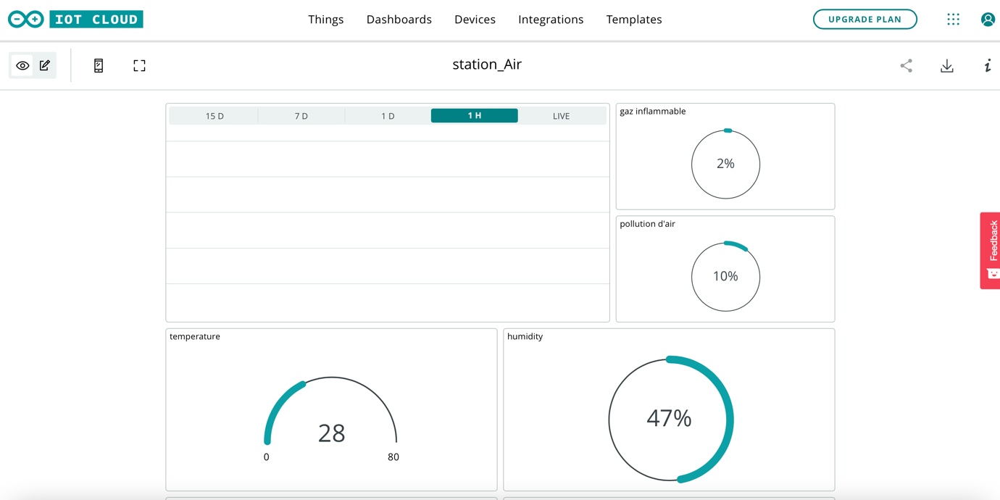 IOT CLOUD
Things Dashboards Devices Integrations Templates
UPGRADE PLAN
station_Air
15 D 7 D 1 D 1 H LIVE
gaz inflammable
2%
pollution d'air
10%
Feedback
temperature
28
0 80
humidity
47%